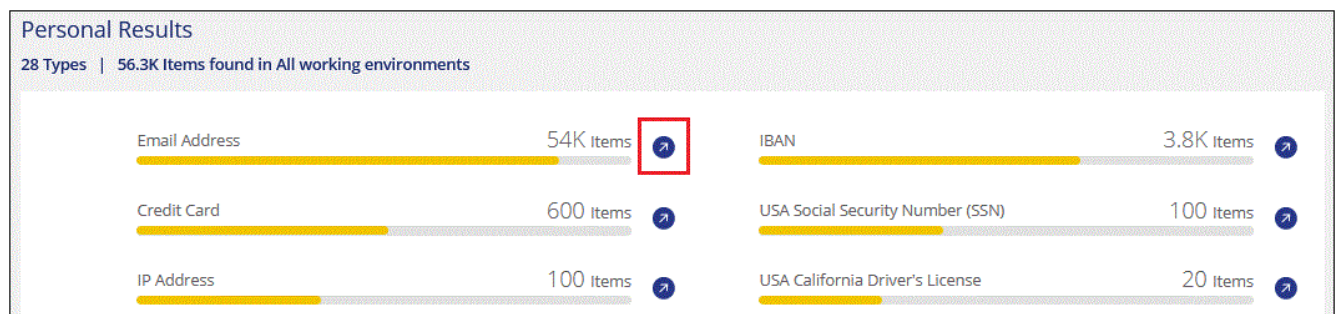 Personal Results
28 Types | 56.3K Items found in All working environments
Email Address 54K Items
IBAN 3.8K Items
Credit Card 600 Items
USA Social Security Number (SSN) 100 Items
IP Address 100 Items
USA California Driver's License 20 Items